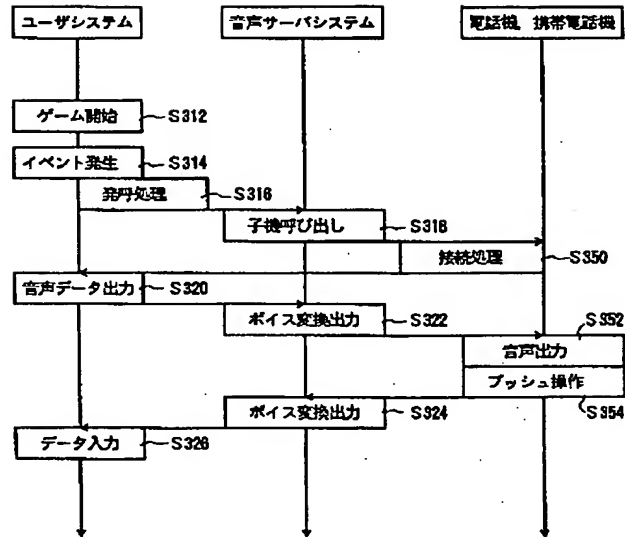 ユーザシステム
音声サーバシステム
電話機、携帯電話機
ゲーム開始
S312
イベント発生
S314
発呼処理
S316
子機呼び出し
S318
接続処理
S350
音声データ出力
S320
ボイス変換出力
S322
S352
音声出力
プッシュ操作
S354
ボイス変換出力
S324
データ入力
S326